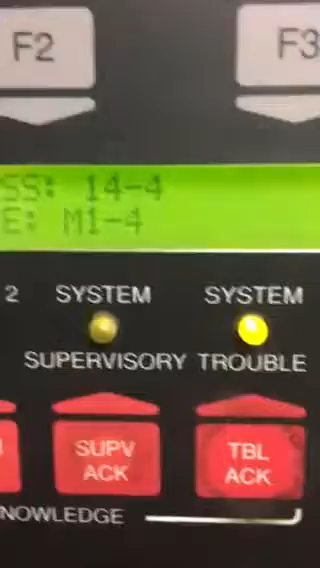 F2 F3
SS: 14-4
E: M1-4
2 SYSTEM SYSTEM
SUPERVISORY TROUBLE
SUPV TBL
ACK ACK
NOWLEDGE